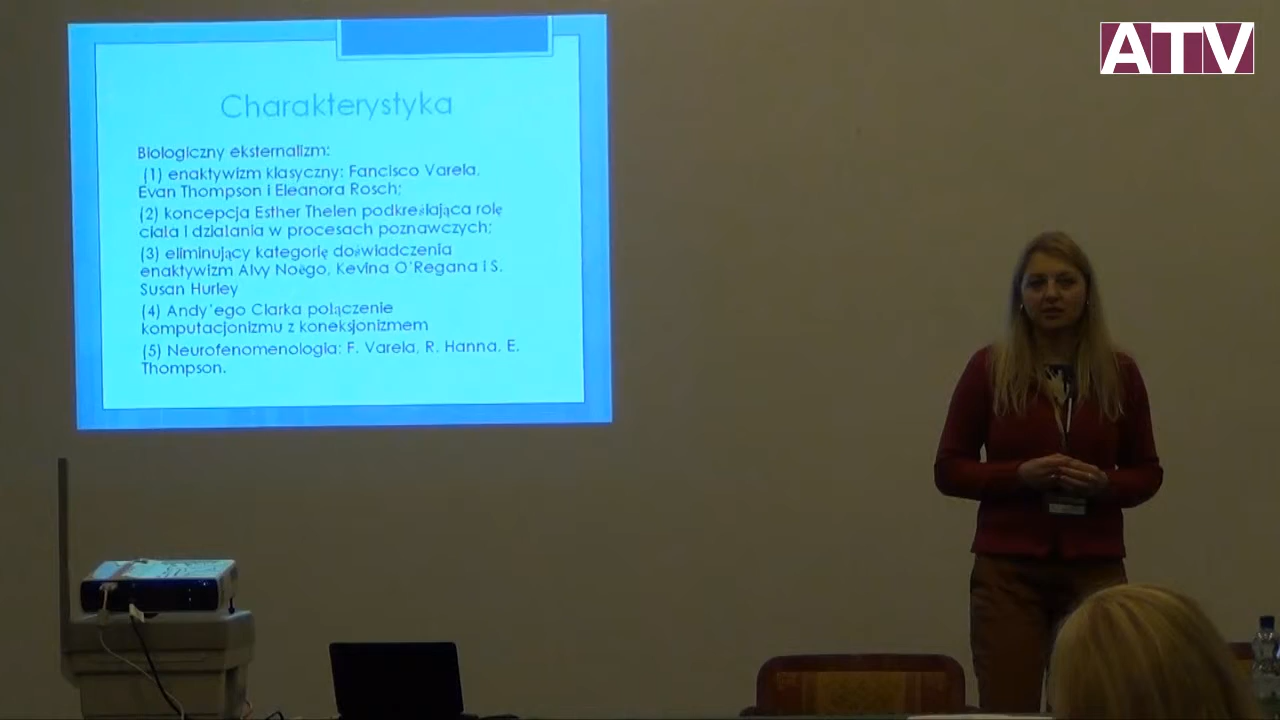 ATV
Charakterystyka
Biologiczny eksternalizm:
(1) enaktywizm klasyczny: Fancisco Varela,
Evan Thompson i Eleanora Rosch;
(2) koncepcja Esther Thelen podkreślająca rolę
ciała i działania w procesach poznawczych;
(3) eliminujący kategorię doświadczenia
enaktywizm Alvy Noëgo, Kevina O'Regana i S.
Susan Hurley
(4) Andy'ego Clarka połączenie
komputacjonizmu z koneksjonizmem
(5) Neurofenomenologia: F. Varela, R. Hanna, E.
Thompson.